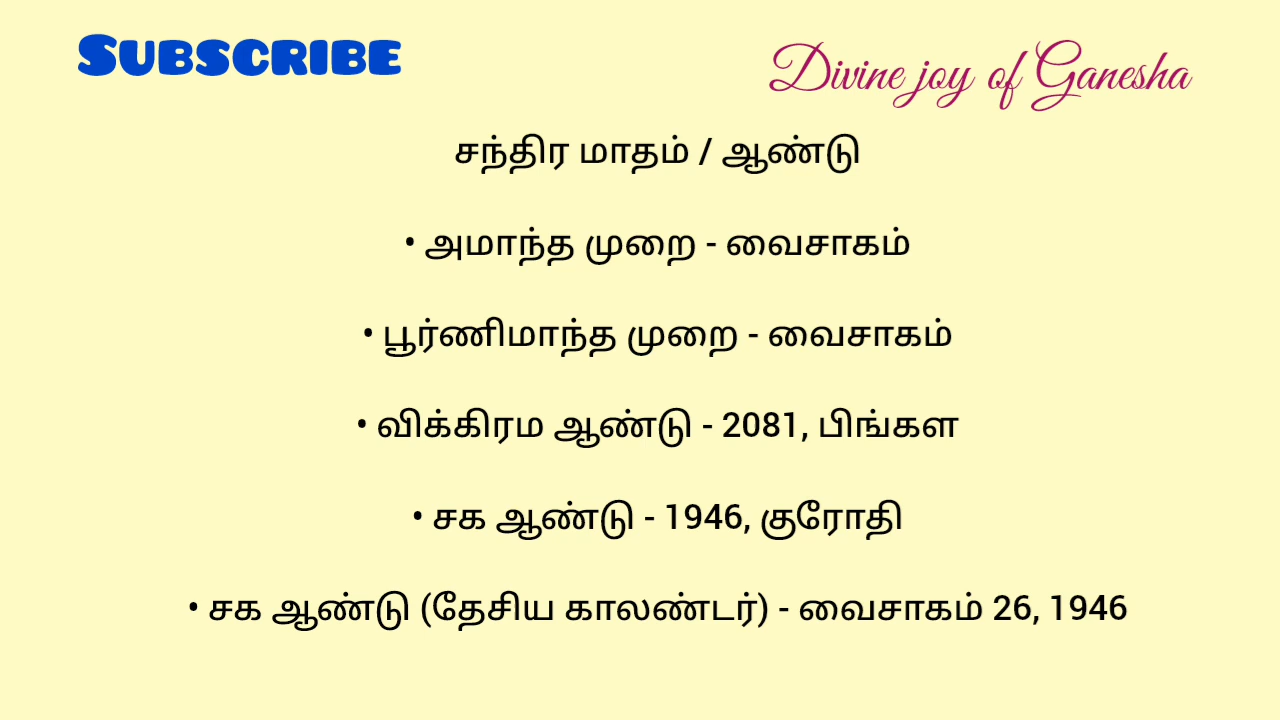 SUBSCRIBE
Divine joy of Ganesha
சந்திர மாதம் / ஆண்டு
• அமாந்த முறை - வைசாகம்
• பூர்ணிமாந்த முறை - வைசாகம்
• விக்கிரம ஆண்டு - 2081, பிங்கள
• சக ஆண்டு - 1946, குரோதி
• சக ஆண்டு (தேசிய காலண்டர்) - வைசாகம் 26, 1946